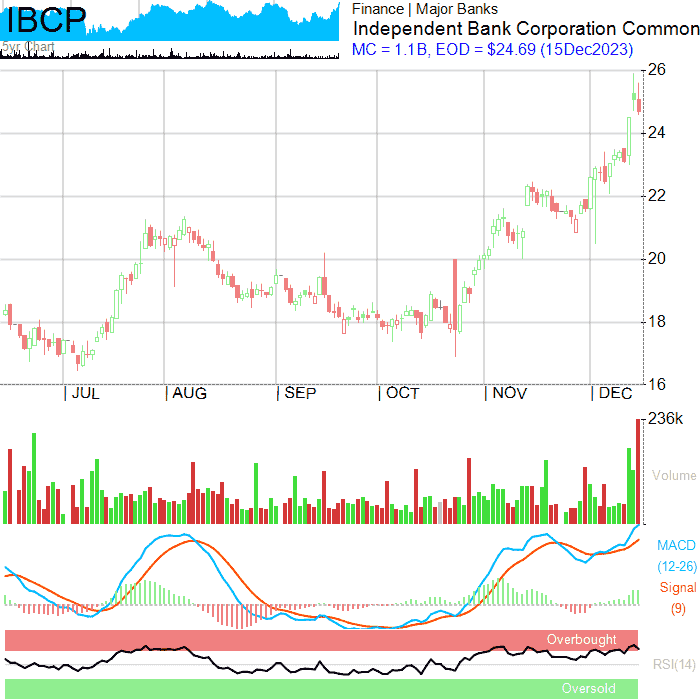 IBCP
5yr Chart
Finance | Major Banks
Independent Bank Corporation Common
MC = 1.1B, EOD = $24.69 (15Dec2023)
26
24
22
20
18
16
| JUL | AUG | SEP | OCT | NOV | DEC
236k
Volume
MACD
(12-26)
Signal
(9)
Overbought
RSI(14)
Oversold